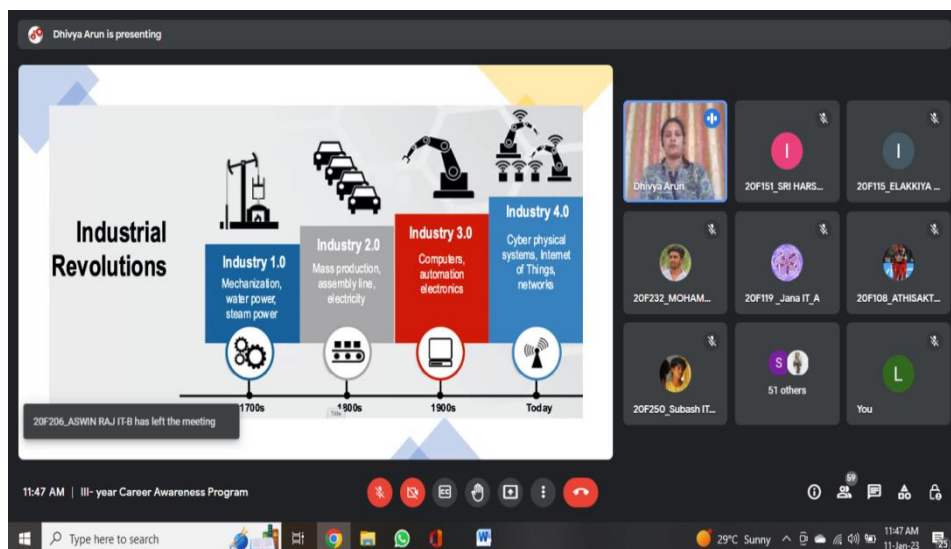 Dhivya Arun is presenting
Industrial
Revolutions
Industry 1.0
Mechanization,
water power,
steam power
Industry 2.0
Mass production,
assembly line,
electricity
Industry 3.0
Computers,
automation
electronics
Industry 4.0
Cyber physical
systems, Internet
of Things,
networks
1700s
1800s
1900s
Today
Title
20F206_ASWIN RAJ IT-B has left the meeting
Dhivya Arun
I
20F151_SRI HARS...
I
20F115_ELAKKIYA ...
20F232_MOHAM...
20F119_Jana IT_A
20F108_ATHISAKT...
20F250_Subash IT...
S
51 others
L
You
11:47 AM | III- year Career Awareness Program
CC
59
Type here to search
W
29°C Sunny
11:47 AM
11-Jan-23
25